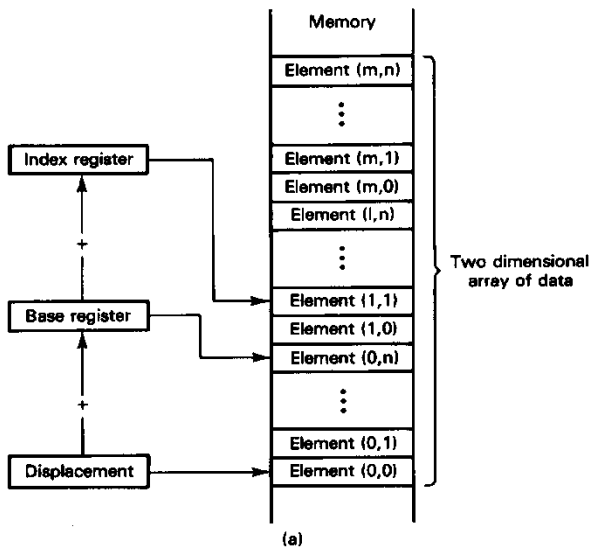 Memory
Element (m,n)
Element (m,1)
Element (m,0)
Element (l,n)
Element (1,1)
Element (1,0)
Element (0,n)
Element (0,1)
Element (0,0)
Index register
+
Base register
+
Displacement
Two dimensional
array of data
(a)